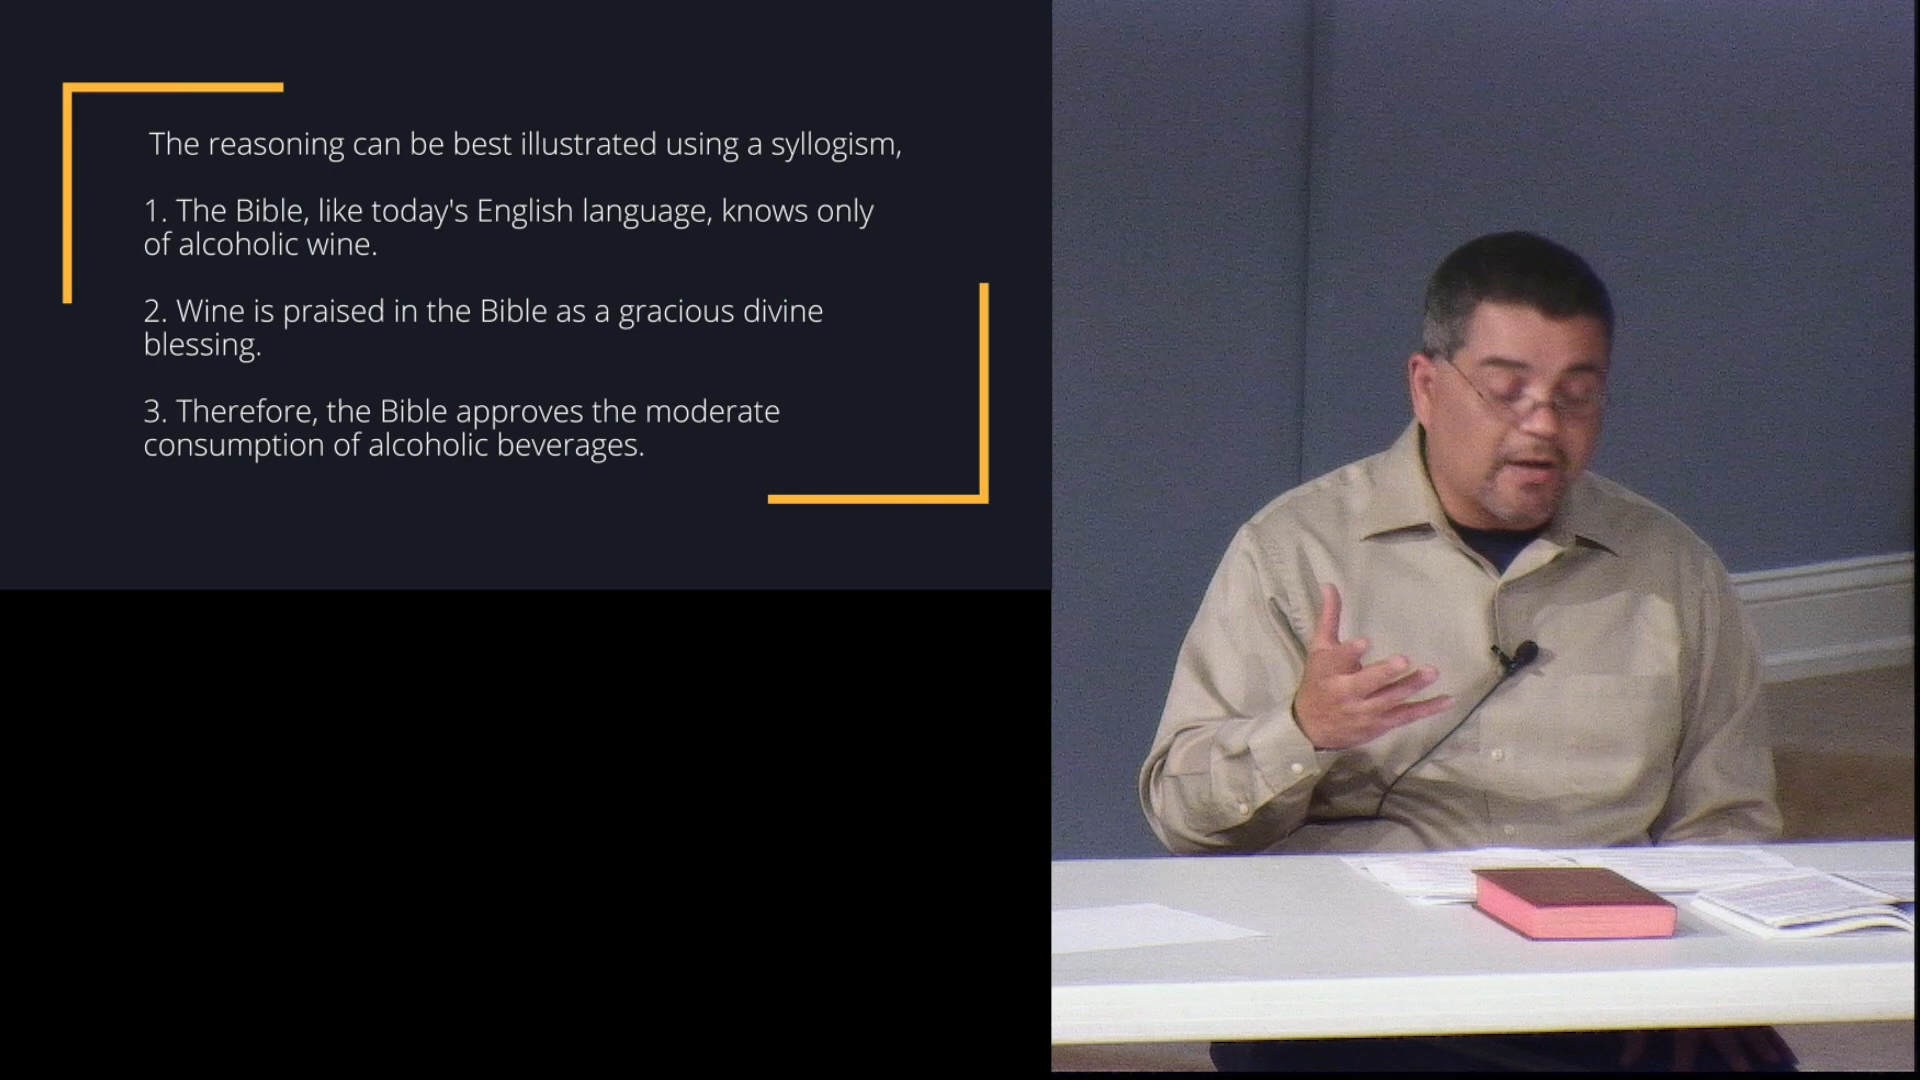 The reasoning can be best illustrated using a syllogism,
1. The Bible, like today's English language, knows only
of alcoholic wine.
2. Wine is praised in the Bible as a gracious divine
blessing.
3. Therefore, the Bible approves the moderate
consumption of alcoholic beverages.